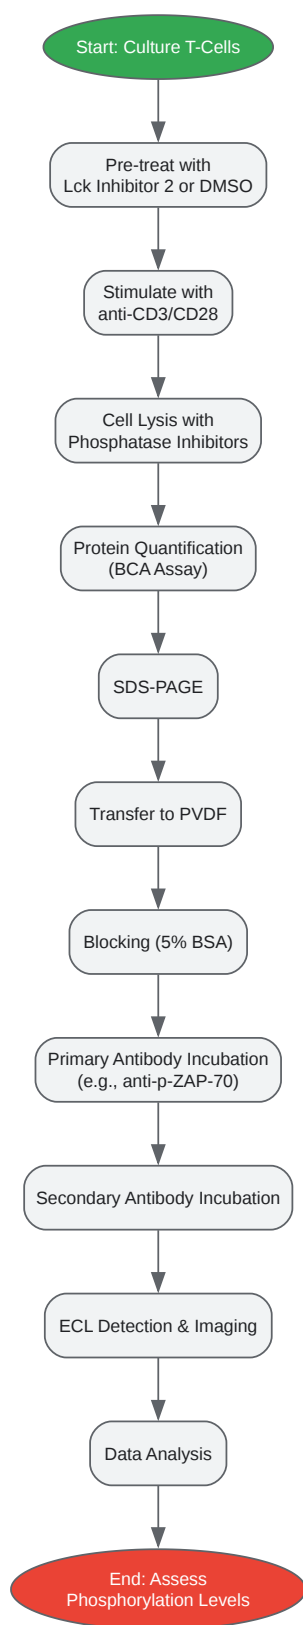 Start: Culture T-Cells
Pre-treat with
Lck Inhibitor 2 or DMSO
Stimulate with
anti-CD3/CD28
Cell Lysis with
Phosphatase Inhibitors
Protein Quantification
(BCA Assay)
SDS-PAGE
Transfer to PVDF
Blocking (5% BSA)
Primary Antibody Incubation
(e.g., anti-p-ZAP-70)
Secondary Antibody Incubation
ECL Detection & Imaging
Data Analysis
End: Assess
Phosphorylation Levels